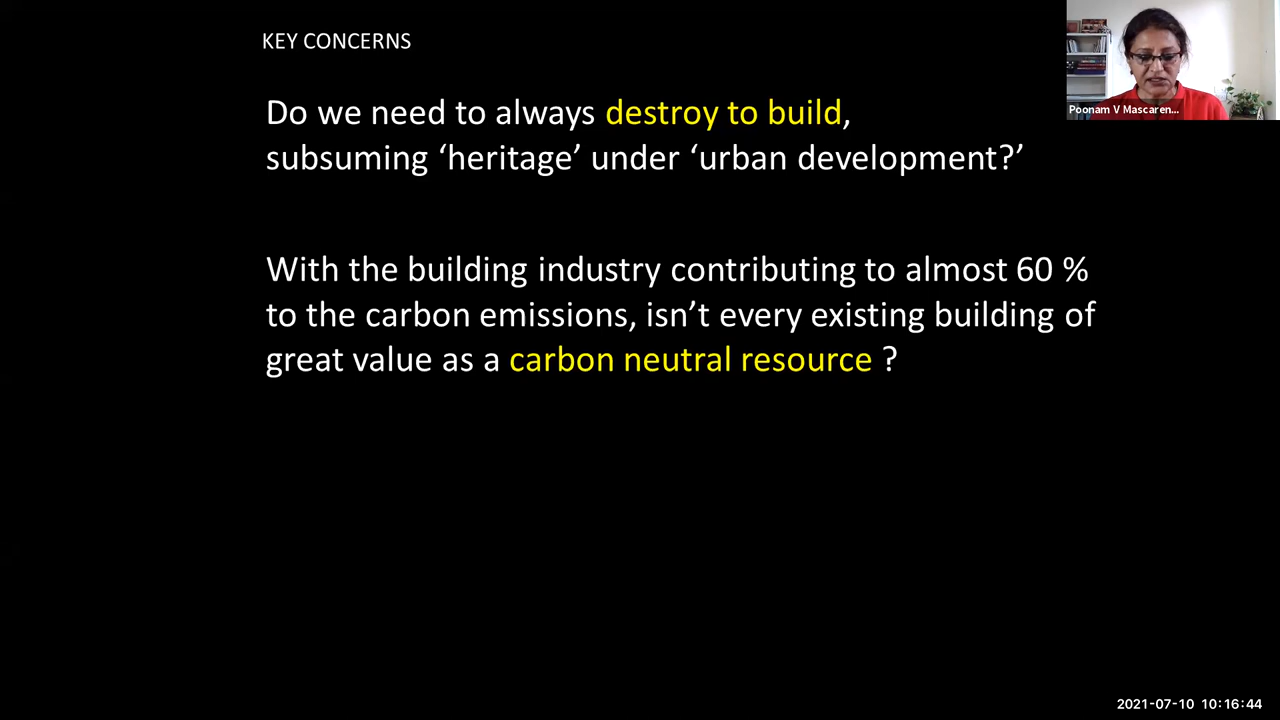 KEY CONCERNS
Do we need to always destroy to build,
subsuming ‘heritage’ under ‘urban development?’
With the building industry contributing to almost 60 %
to the carbon emissions, isn’t every existing building of
great value as a carbon neutral resource ?
Poonam V Mascaren...
2021-07-10 10:16:44